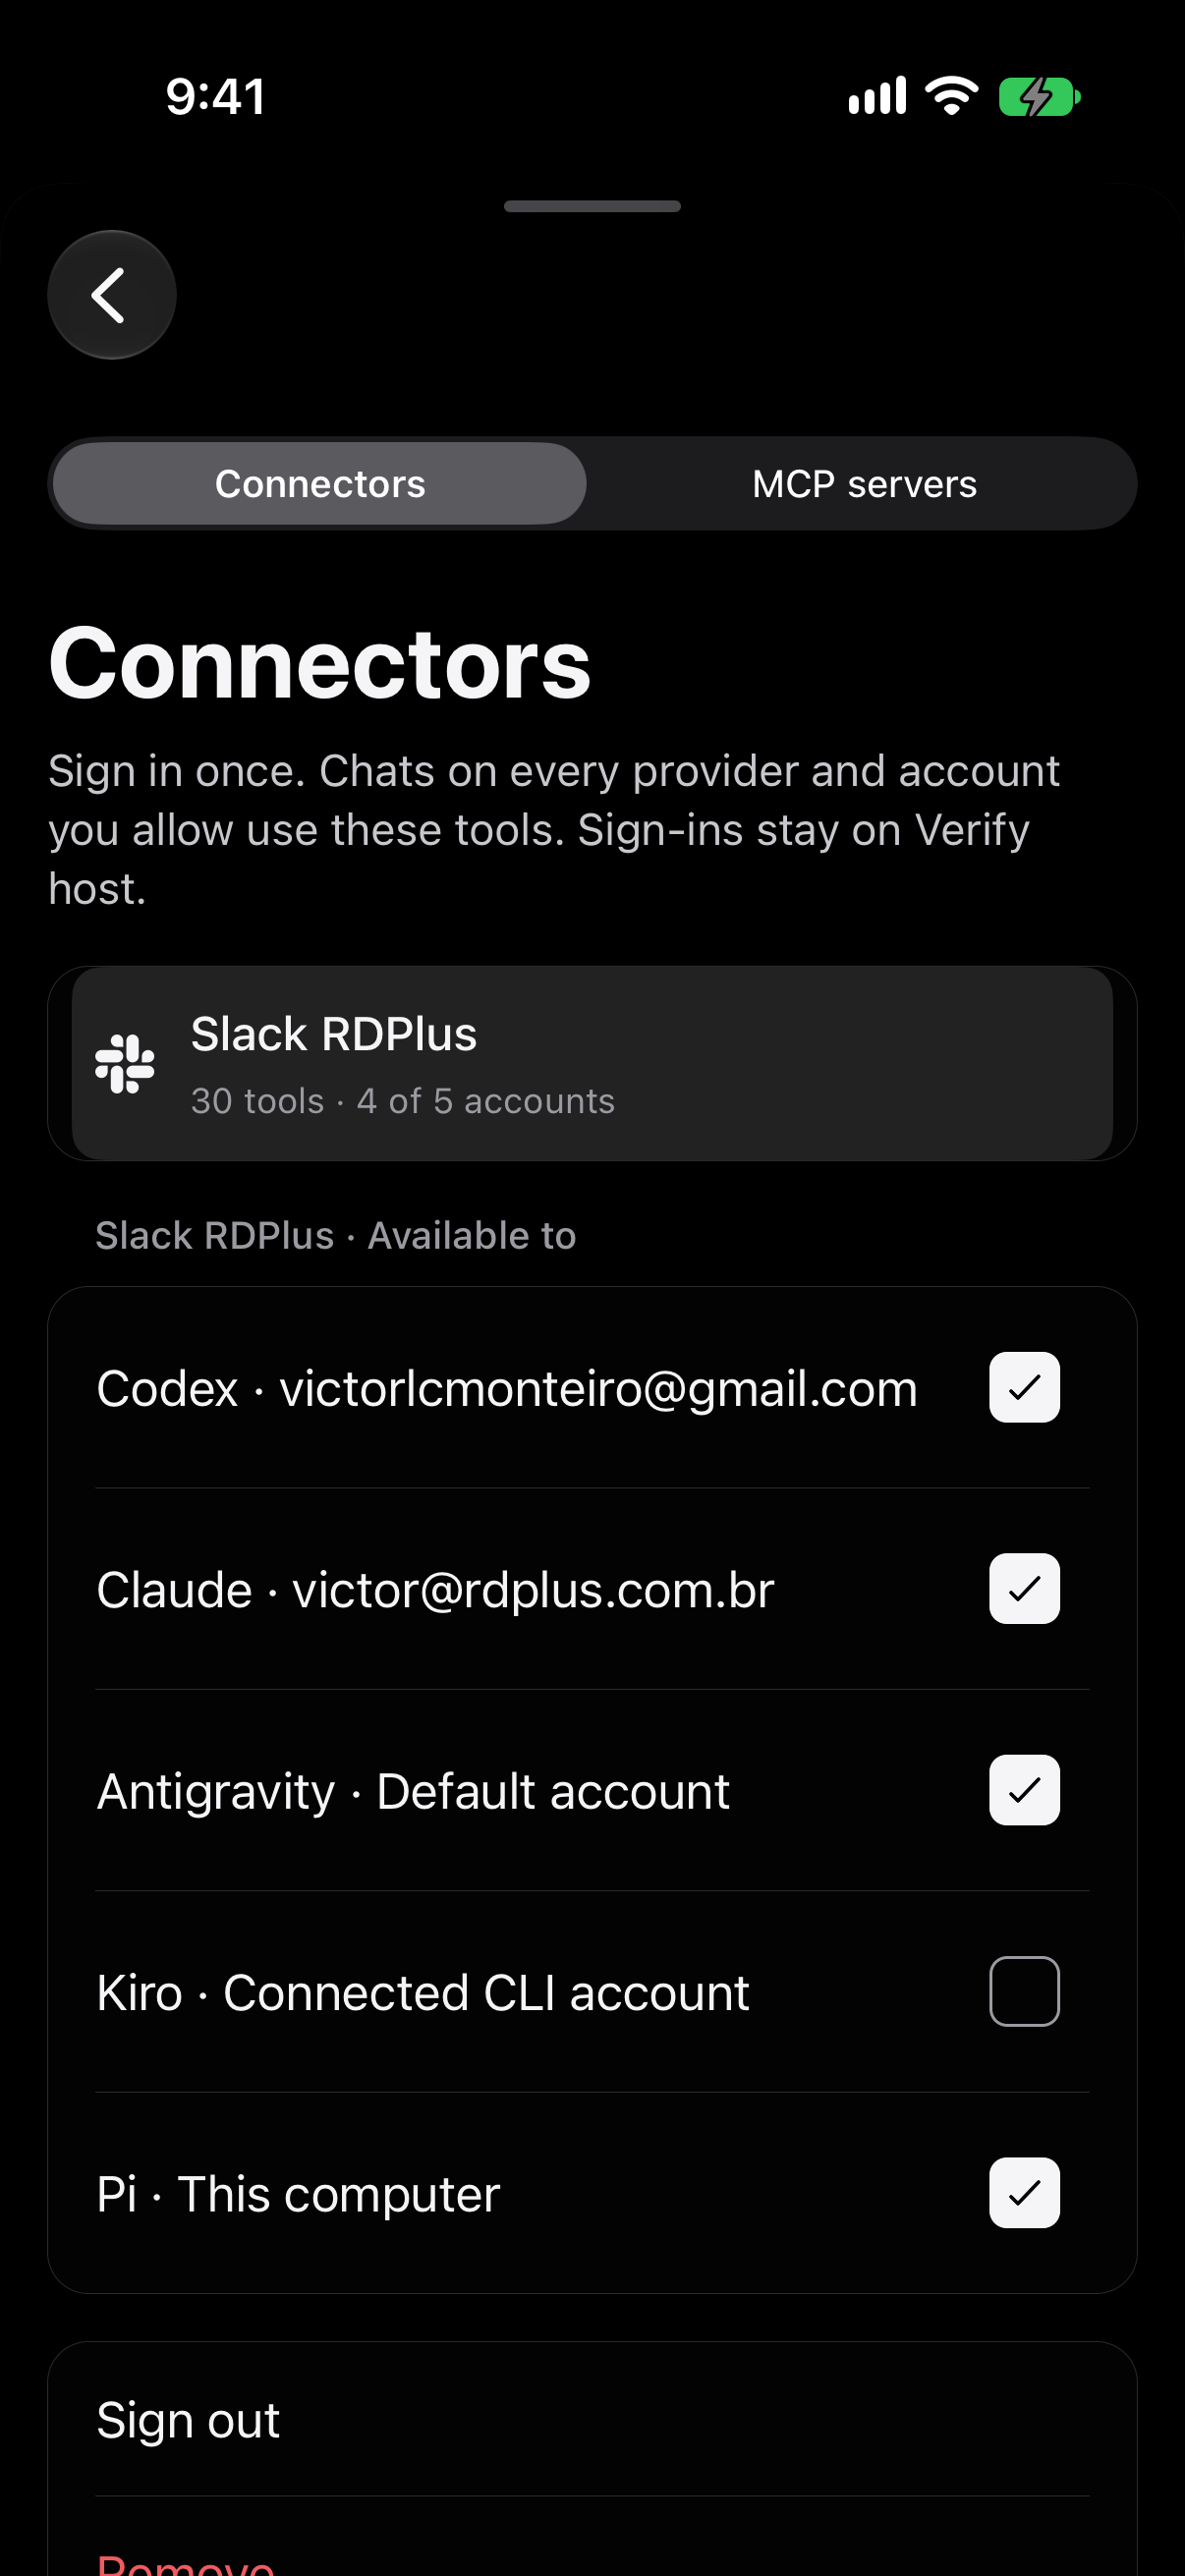 9:41
Connectors
MCP servers
Connectors
Sign in once. Chats on every provider and account
you allow use these tools. Sign-ins stay on Verify
host.
Slack RDPlus
30 tools · 4 of 5 accounts
Slack RDPlus · Available to
Codex · victorlcmonteiro@gmail.com
Claude · victor@rdplus.com.br
Antigravity · Default account
Kiro · Connected CLI account
Pi · This computer
Sign out
Remove